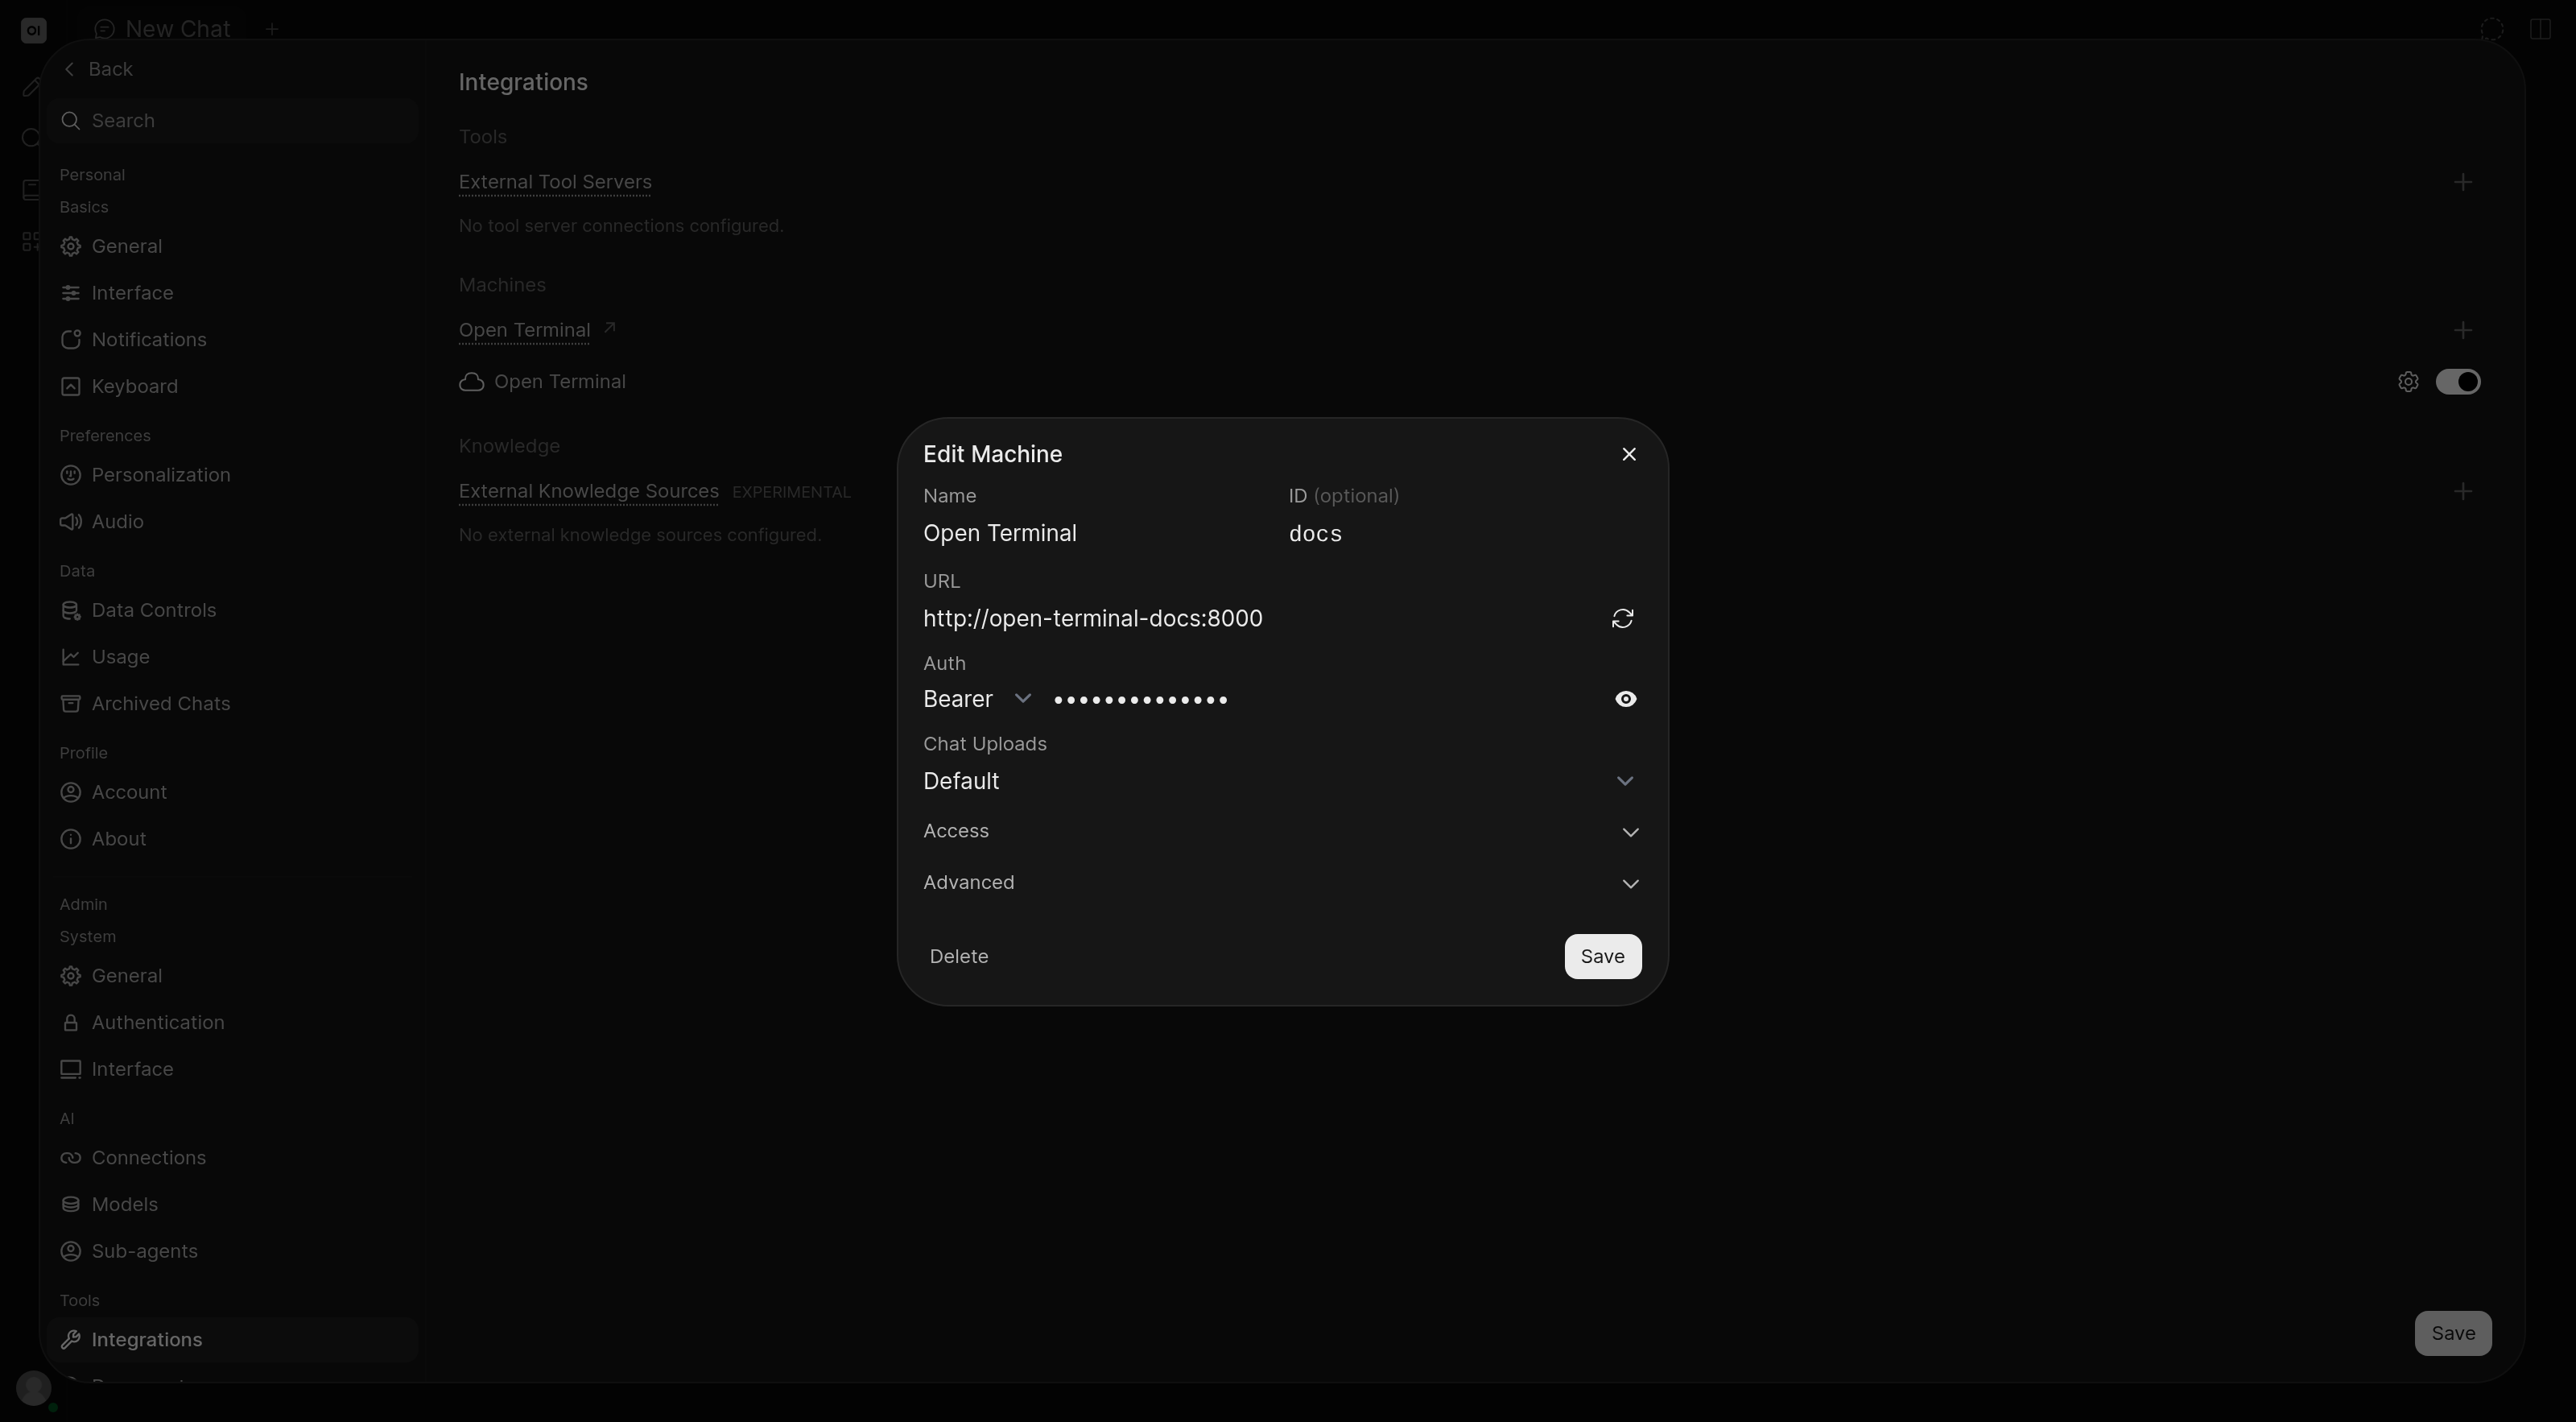 OI New Chat
Back
Search
Personal
Basics
General
Interface
Notifications
Keyboard
Preferences
Personalization
Audio
Data
Data Controls
Usage
Archived Chats
Profile
Account
About
Admin
System
General
Authentication
Interface
AI
Connections
Models
Sub-agents
Tools
Integrations
Integrations
Tools
External Tool Servers
No tool server connections configured.
Machines
Open Terminal
Open Terminal
Knowledge
External Knowledge Sources EXPERIMENTAL
No external knowledge sources configured.
Edit Machine
Name ID (optional)
Open Terminal docs
URL
http://open-terminal-docs:8000
Auth
Bearer ••••••••••••••
Chat Uploads
Default
Access
Advanced
Delete Save
Save